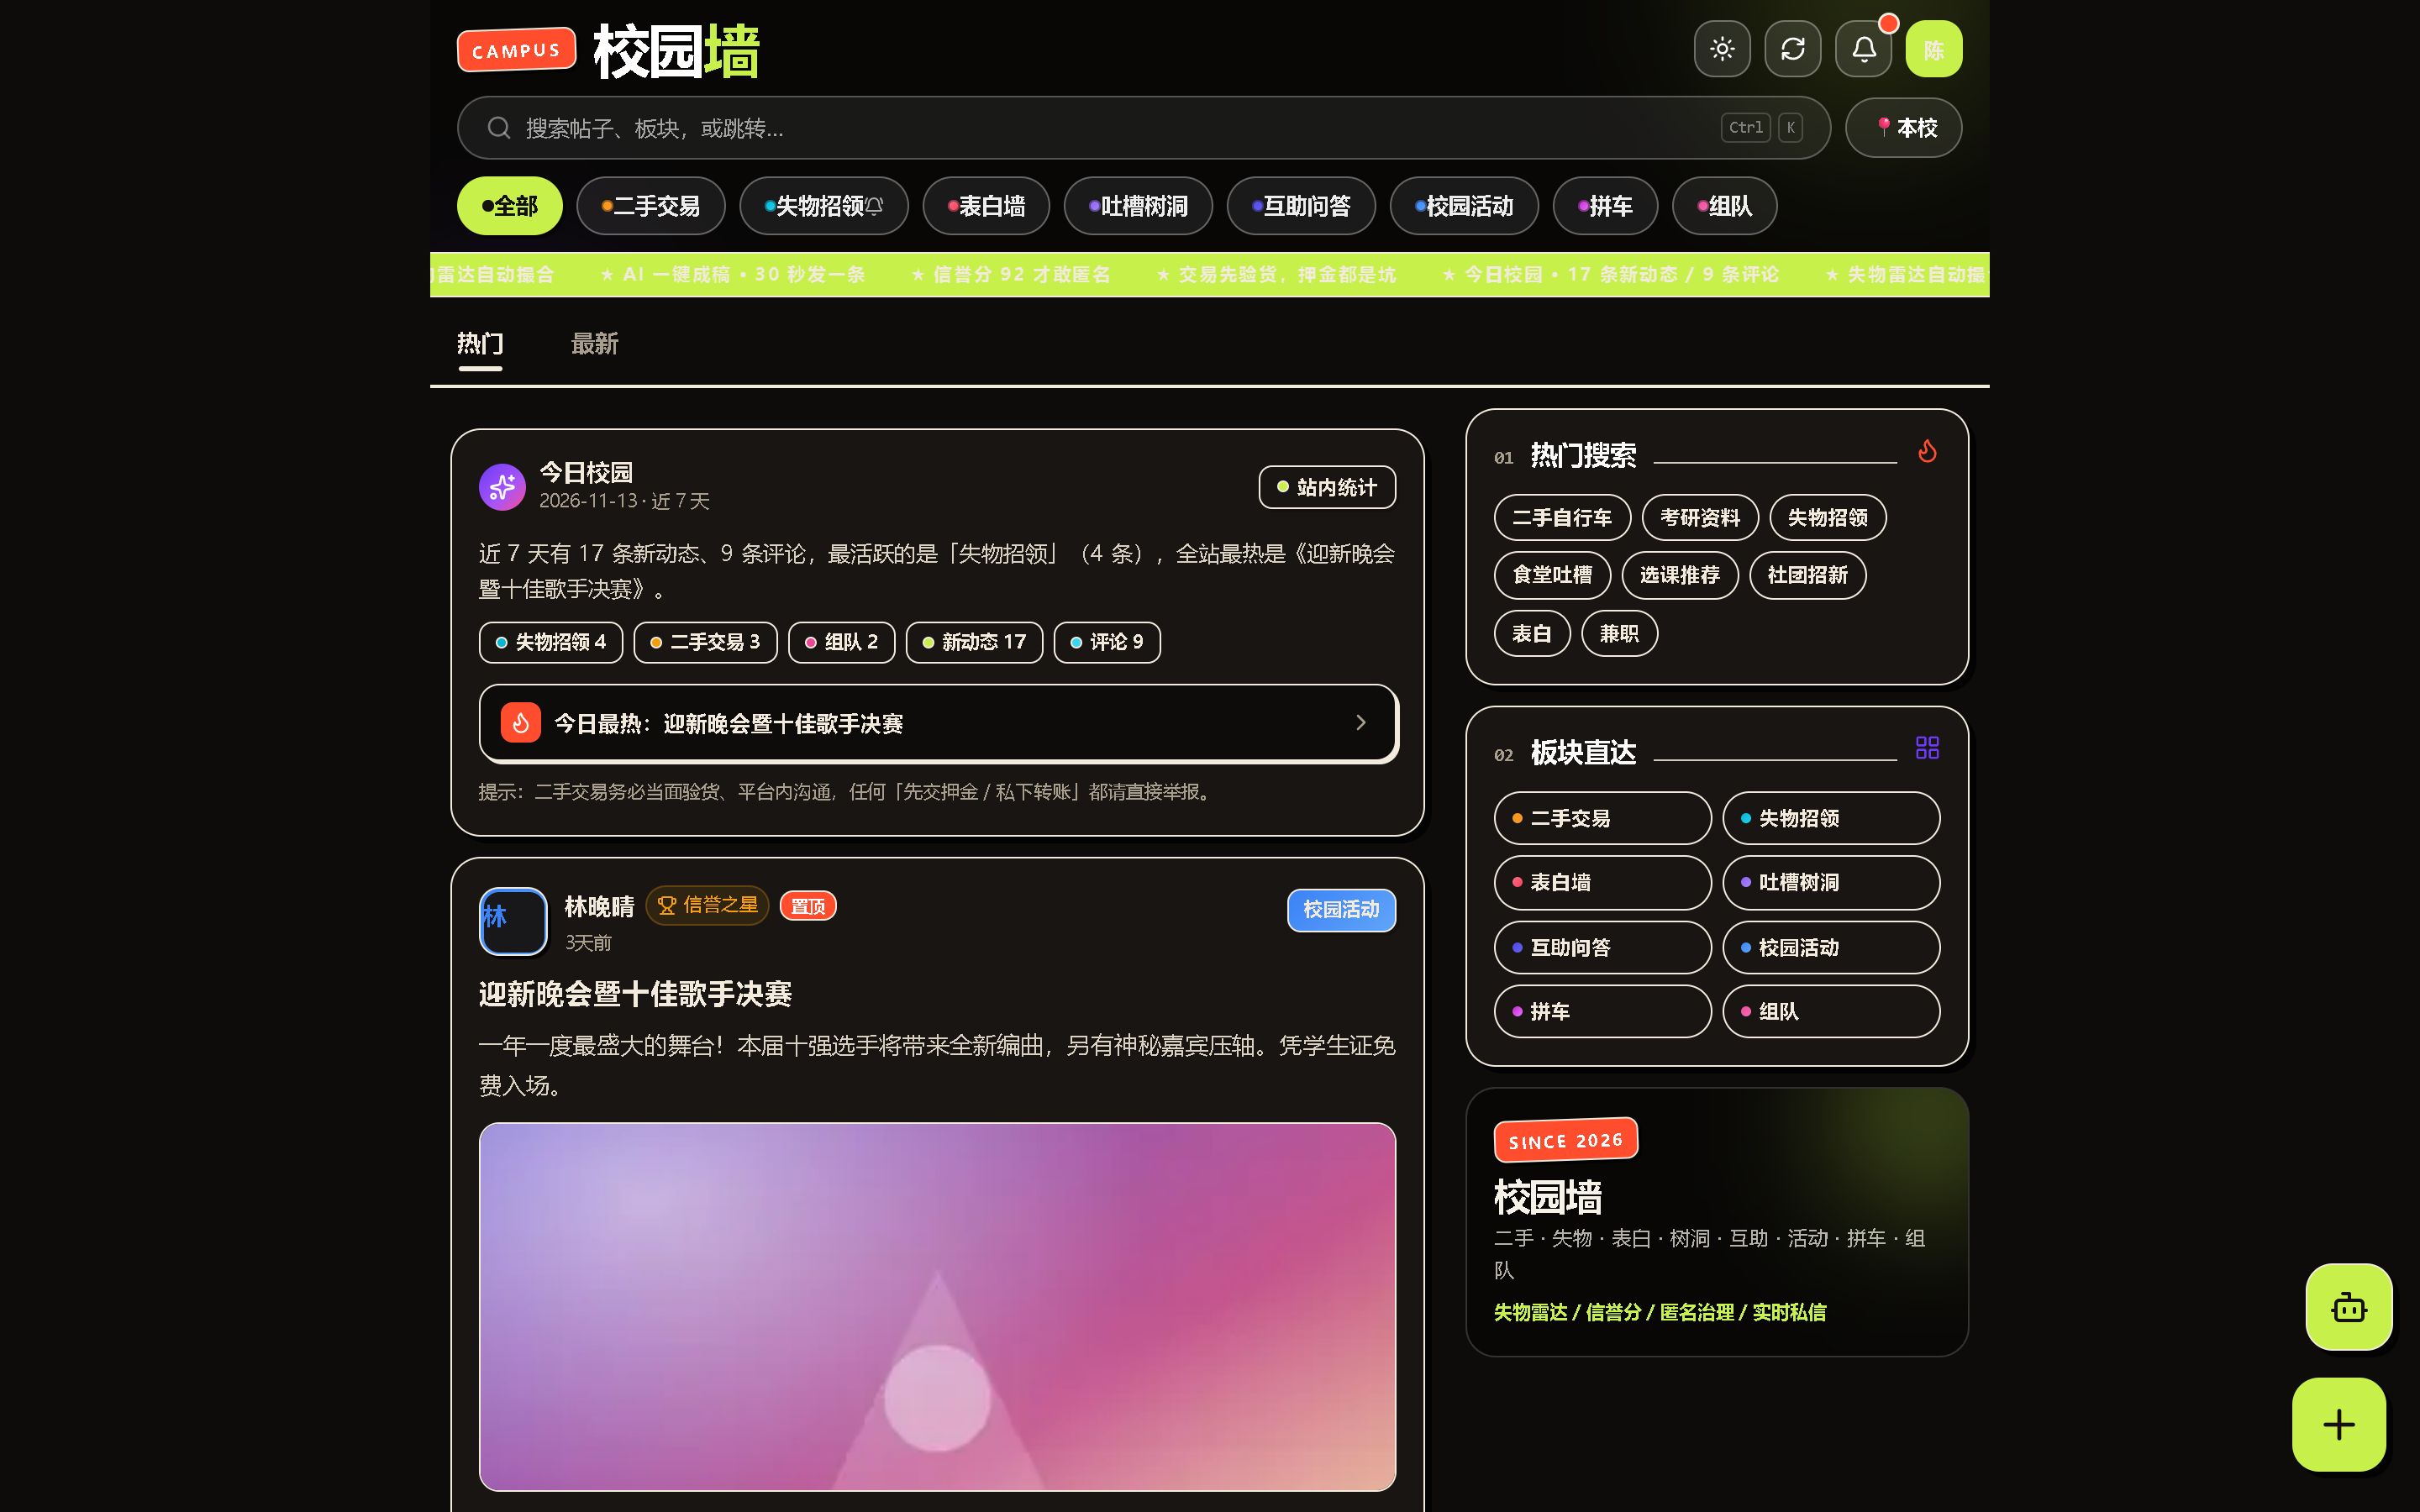 CAMPUS 校园墙
陈
搜索帖子、板块，或跳转... Ctrl K
本校
全部 二手交易 失物招领 表白墙 吐槽树洞 互助问答 校园活动 拼车 组队
雷达自动撮合 ★ AI 一键成稿 • 30 秒发一条 ★ 信誉分 92 才敢匿名 ★ 交易先验货，押金都是坑 ★ 今日校园 • 17 条新动态 / 9 条评论 ★ 失物雷达自动撮
热门 最新
今日校园
2026-11-13 · 近 7 天
站内统计
近 7 天有 17 条新动态、9 条评论，最活跃的是「失物招领」（4 条），全站最热是《迎新晚会
暨十佳歌手决赛》。
失物招领 4 二手交易 3 组队 2 新动态 17 评论 9
今日最热：迎新晚会暨十佳歌手决赛
提示：二手交易务必当面验货、平台内沟通，任何「先交押金 / 私下转账」都请直接举报。
林
林晚晴 信誉之星 置顶
3天前
校园活动
迎新晚会暨十佳歌手决赛
一年一度最盛大的舞台！本届十强选手将带来全新编曲，另有神秘嘉宾压轴。凭学生证免
费入场。
01 热门搜索
二手自行车 考研资料 失物招领
食堂吐槽 选课推荐 社团招新
表白 兼职
02 板块直达
二手交易 失物招领
表白墙 吐槽树洞
互助问答 校园活动
拼车 组队
SINCE 2026
校园墙
二手 · 失物 · 表白 · 树洞 · 互助 · 活动 · 拼车 · 组
队
失物雷达 / 信誉分 / 匿名治理 / 实时私信